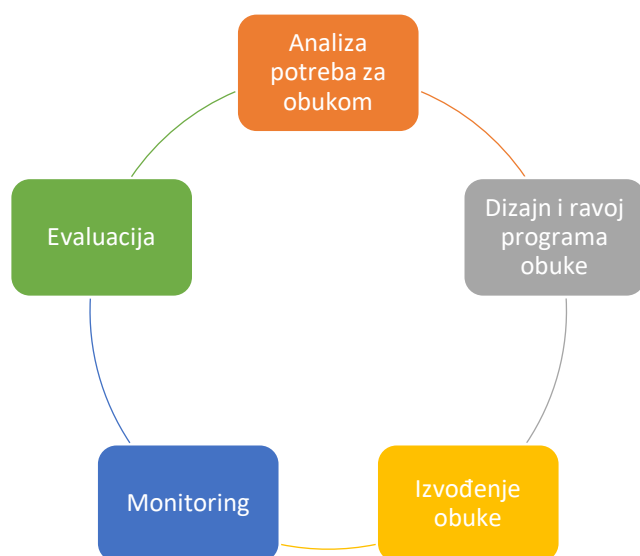 Analiza
potreba za
obukom
Dizajn i ravoj
programa
obuke
Izvođenje
obuke
Monitoring
Evaluacija